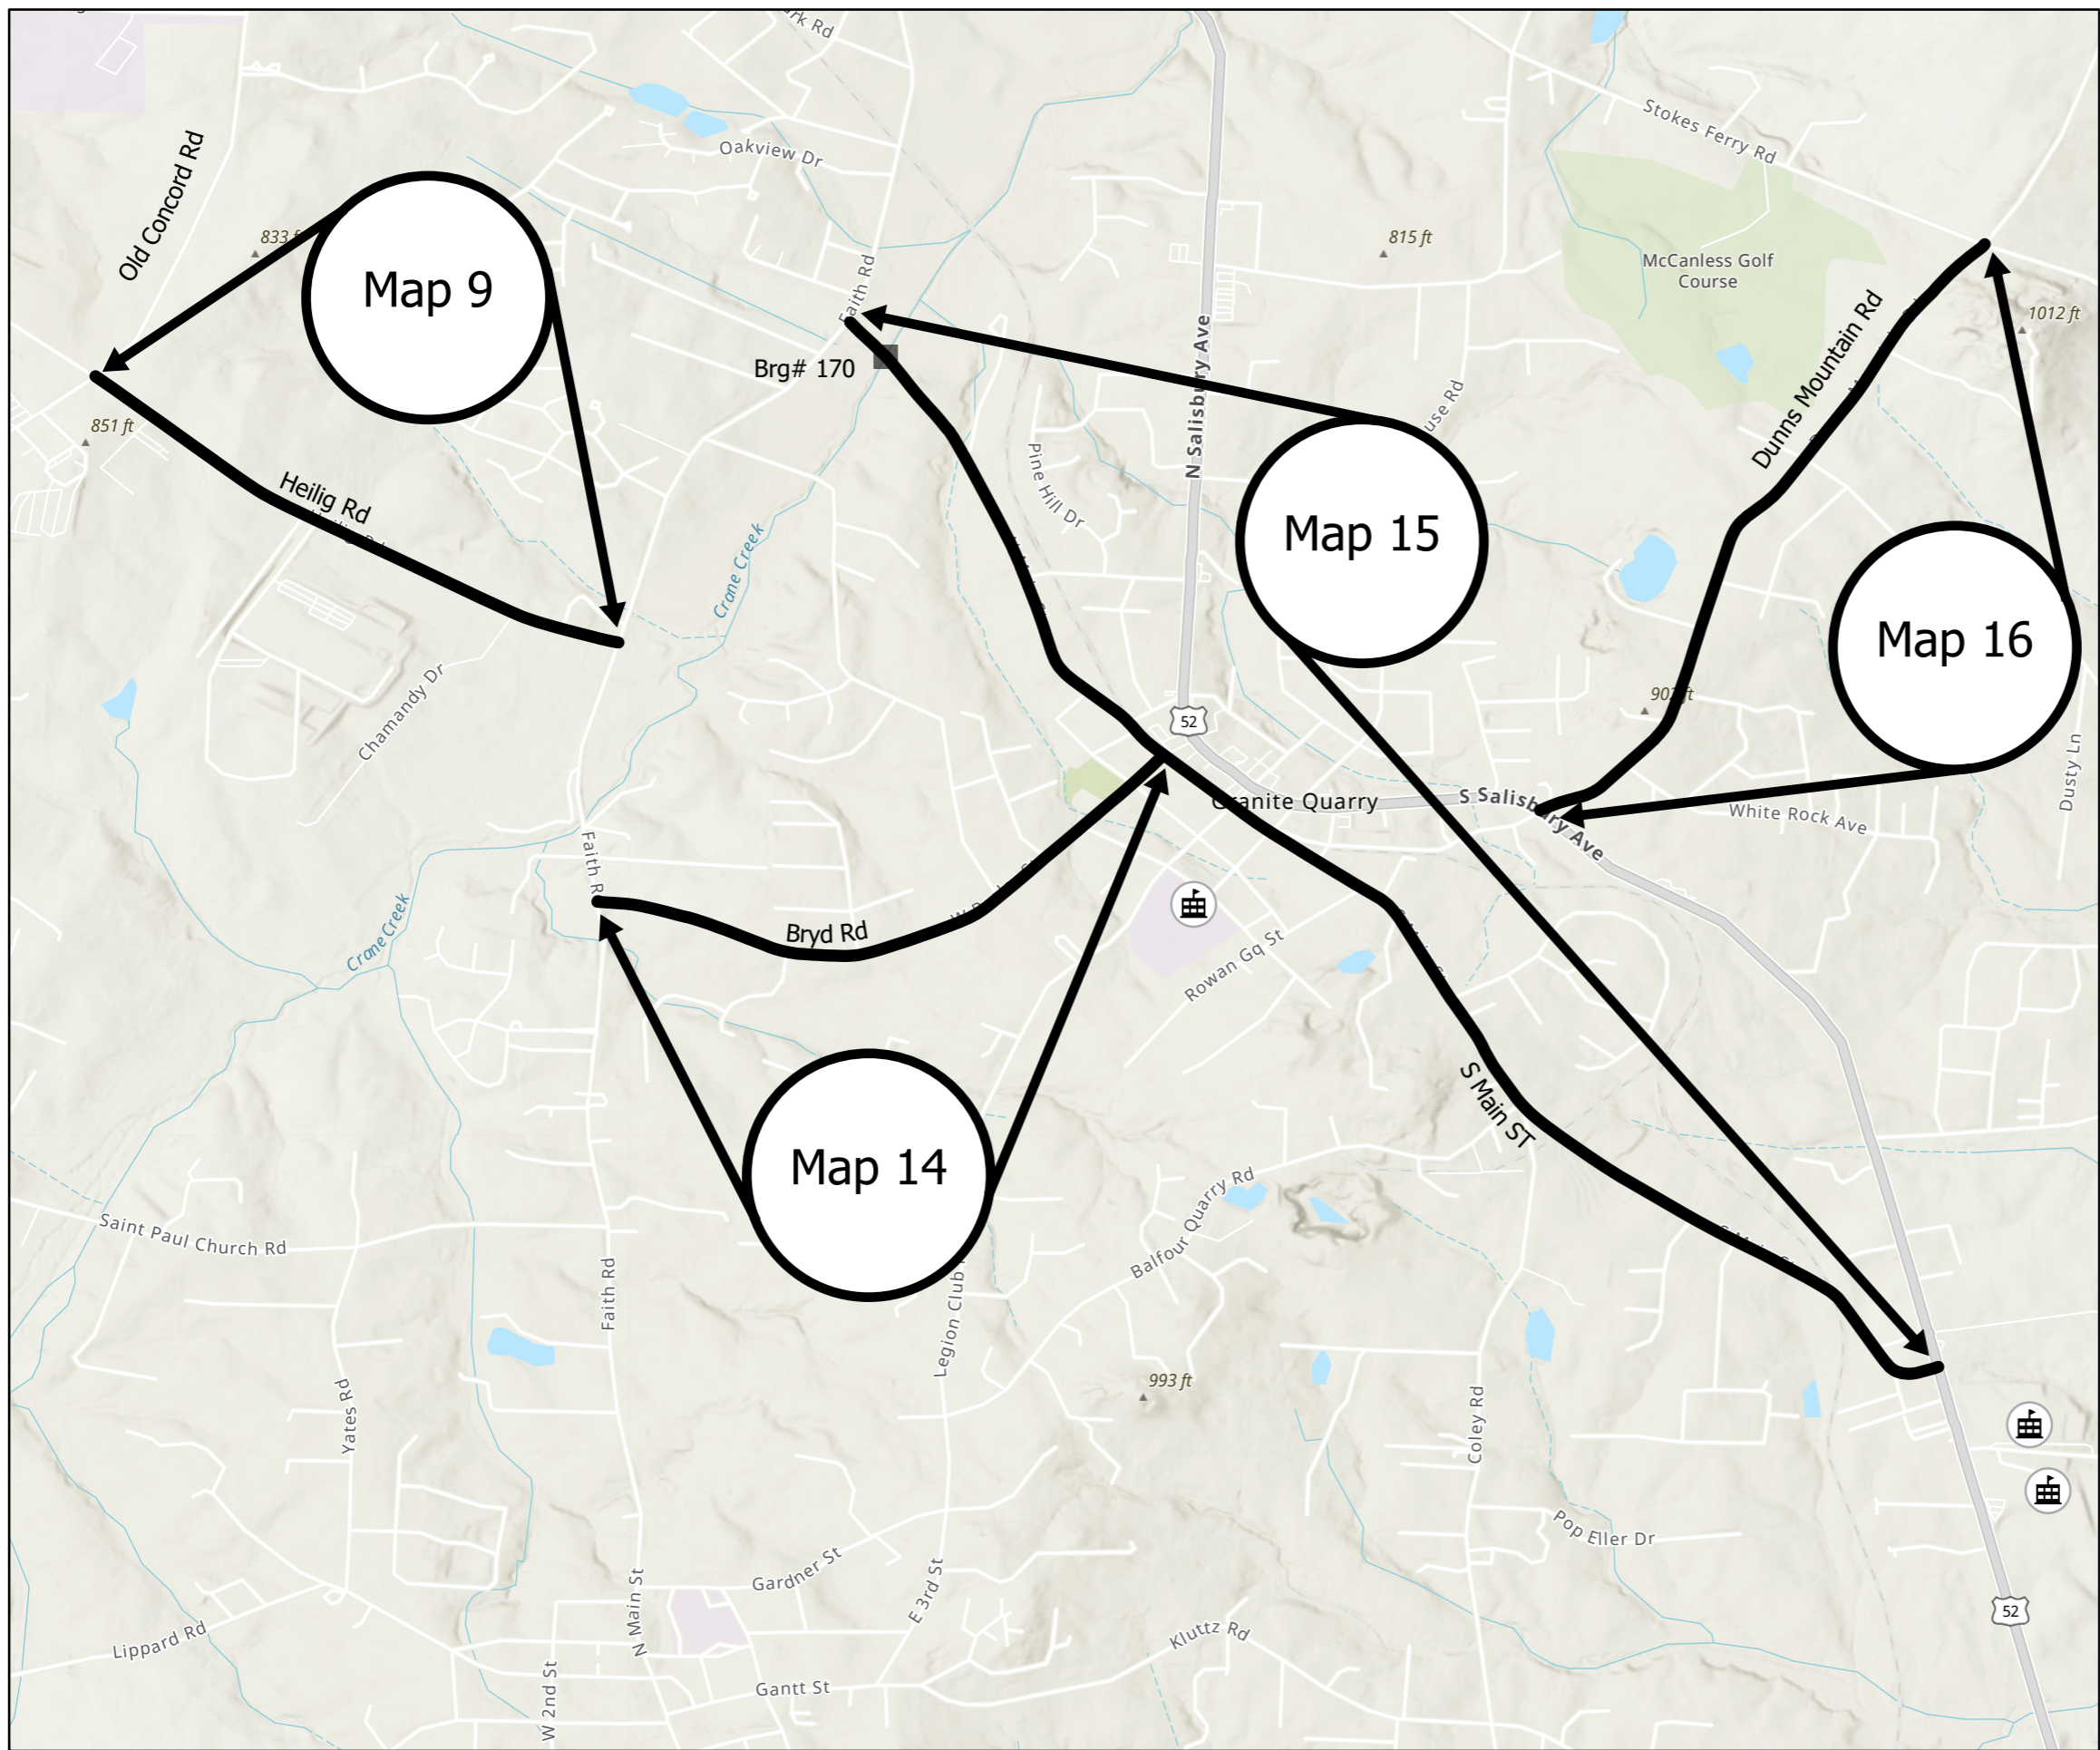 Old Concord Rd
833 ft
Map 9
851 ft
Heilig Rd
Chamandy Dr
Oakview Dr
Faith Rd
Brg# 170
Crane Creek
Pine Hill Dr
N Salisbury Ave
815 ft
Stokes Ferry Rd
McCanless Golf
Course
1012 ft
Dunns Mountain Rd
Map 15
Map 16
52
Granite Quarry
S Salisbury Ave
White Rock Ave
Dusty Ln
Faith Rd
Bryd Rd
Crane Creek
Rowan Gq St
S Main ST
Map 14
Balfour Quarry Rd
Saint Paul Church Rd
Faith Rd
Legion Club
Yates Rd
993 ft
Coley Rd
Pop Eller Dr
Gardner St
E 3rd St
N Main St
Lippard Rd
W 2nd St
Gantt St
Kluttz Rd
52